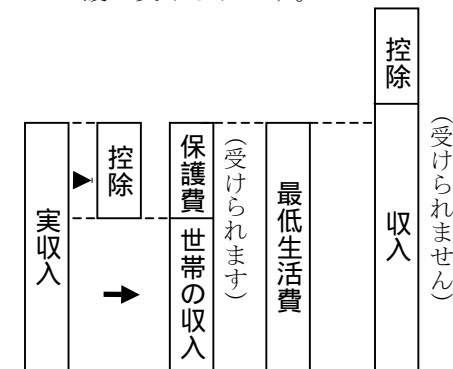 控除
実収入
控除
保護費
世帯の収入
(受けられます)
最低生活費
収入
(受けられません)